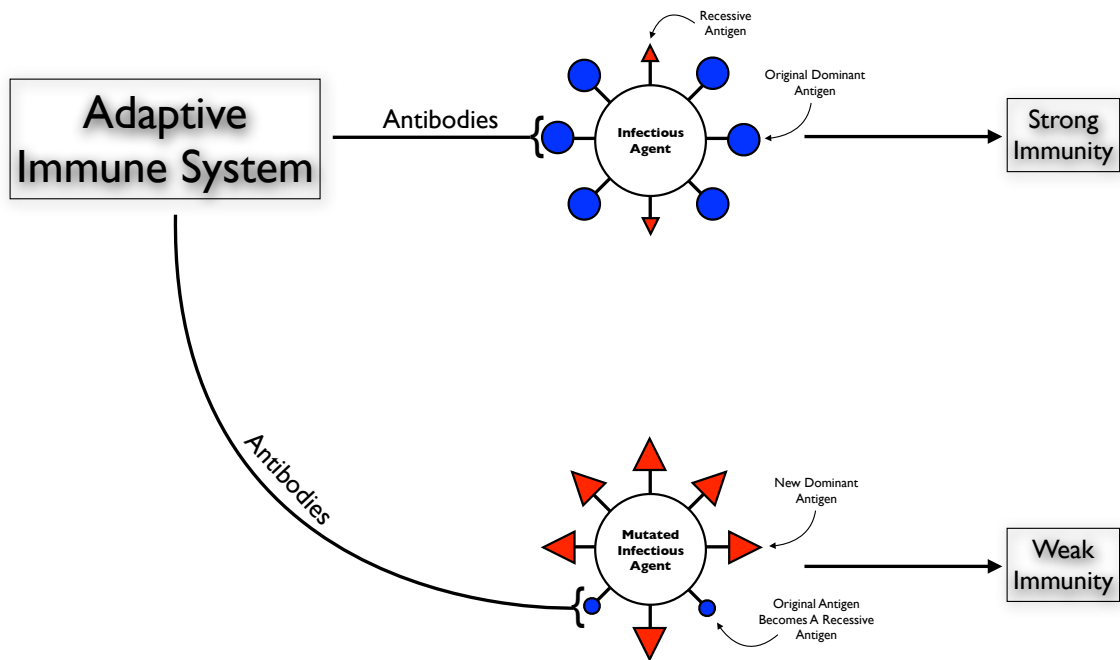 Adaptive
Immune System
Antibodies
Recessive
Antigen
Original Dominant
Antigen
Infectious
Agent
Strong
Immunity
Antibodies
New Dominant
Antigen
Mutated
Infectious
Agent
Original Antigen
Becomes A Recessive
Antigen
Weak
Immunity